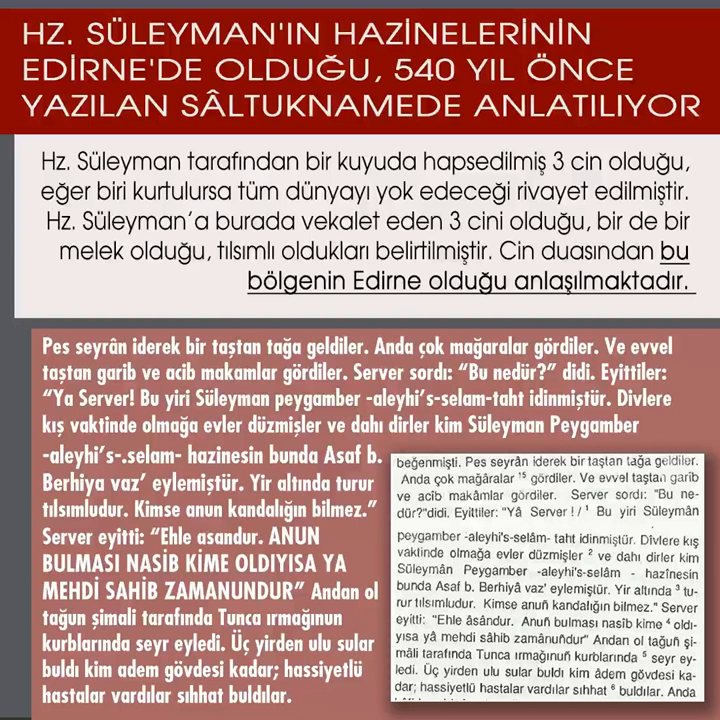 HZ. SÜLEYMAN'IN HAZİNELERİNİN
EDİRNE'DE OLDUĞU, 540 YIL ÖNCE
YAZILAN SÂLTUKNAMEDE ANLATILIYOR
Hz. Süleyman tarafından bir kuyuda hapsedilmiş 3 cin olduğu,
eğer biri kurtulursa tüm dünyayı yok edeceği rivayet edilmiştir.
Hz. Süleyman'a burada vekalet eden 3 cini olduğu, bir de bir
melek olduğu, tılsımlı oldukları belirtilmiştir. Cin duasından bu
bölgenin Edirne olduğu anlaşılmaktadır.
Pes seyrân iderek bir taştan tağa geldiler. Anda çok mağaralar gördiler. Ve evvel
taştan garib ve acib makamlar gördiler. Server sordı: "Bu nedür?" didi. Eyittiler:
"Ya Server! Bu yiri Süleyman peygamber -aleyhi's-selam-taht idinmiştür. Divlere
kış vaktinde olmağa evler düzmişler ve dahı dirler kim Süleyman Peygamber
-aleyhi's-.selam- hazinesin bunda Asaf b.
Berhiya vaz' eylemiştür. Yir altında turur
tılsımludur. Kimse anun kandalığın bilmez."
Server eyitti: "Ehle asandur. ANUN
BULMASI NASİB KİME OLDIYISA YA
MEHDİ SAHİB ZAMANUNDUR" Andan ol
tağun şimali tarafında Tunca ırmağınun
kurblarında seyr eyledi. Üç yirden ulu sular
buldı kim adem gövdesi kadar; hassiyetlü
hastalar vardılar sıhhat buldılar.
beğenmişti. Pes seyrân iderek bir taştan tağa geldiler.
Anda çok mağâralar 15 gördiler. Ve evvel taştan garîb
ve acîb makâmlar gördiler. Server sordı: "Bu ne-
dür?"didi. Eyittiler: "Yâ Server ! / 1 Bu yiri Süleymân
peygamber -aleyhi's-selâm- taht idinmiştür. Divlere kış
vaktinde olmağa evler düzmişler 2 ve dahı dirler kim
Süleymân Peygamber -aleyhi's-selâm - hazînesin
bunda Âsaf b. Berhiyâ vaz' eylemiştür. Yir altında 3 tu-
rur tılsımludur. Kimse anuñ kandalığın bilmez." Server
eyitti: "Ehle âsândur. Anuñ bulması nasîb kime 4 oldı-
yısa yâ mehdi sâhib zamânuñdur" Andan ol tağuñ şi-
mâli tarafında Tunca ırmağınuñ kurblarında 5 seyr ey-
ledi. Üç yirden ulu sular buldı kim âdem gövdesi ka-
dar; hassiyetlü hastalar vardılar sıhhat 6 buldılar. Anda